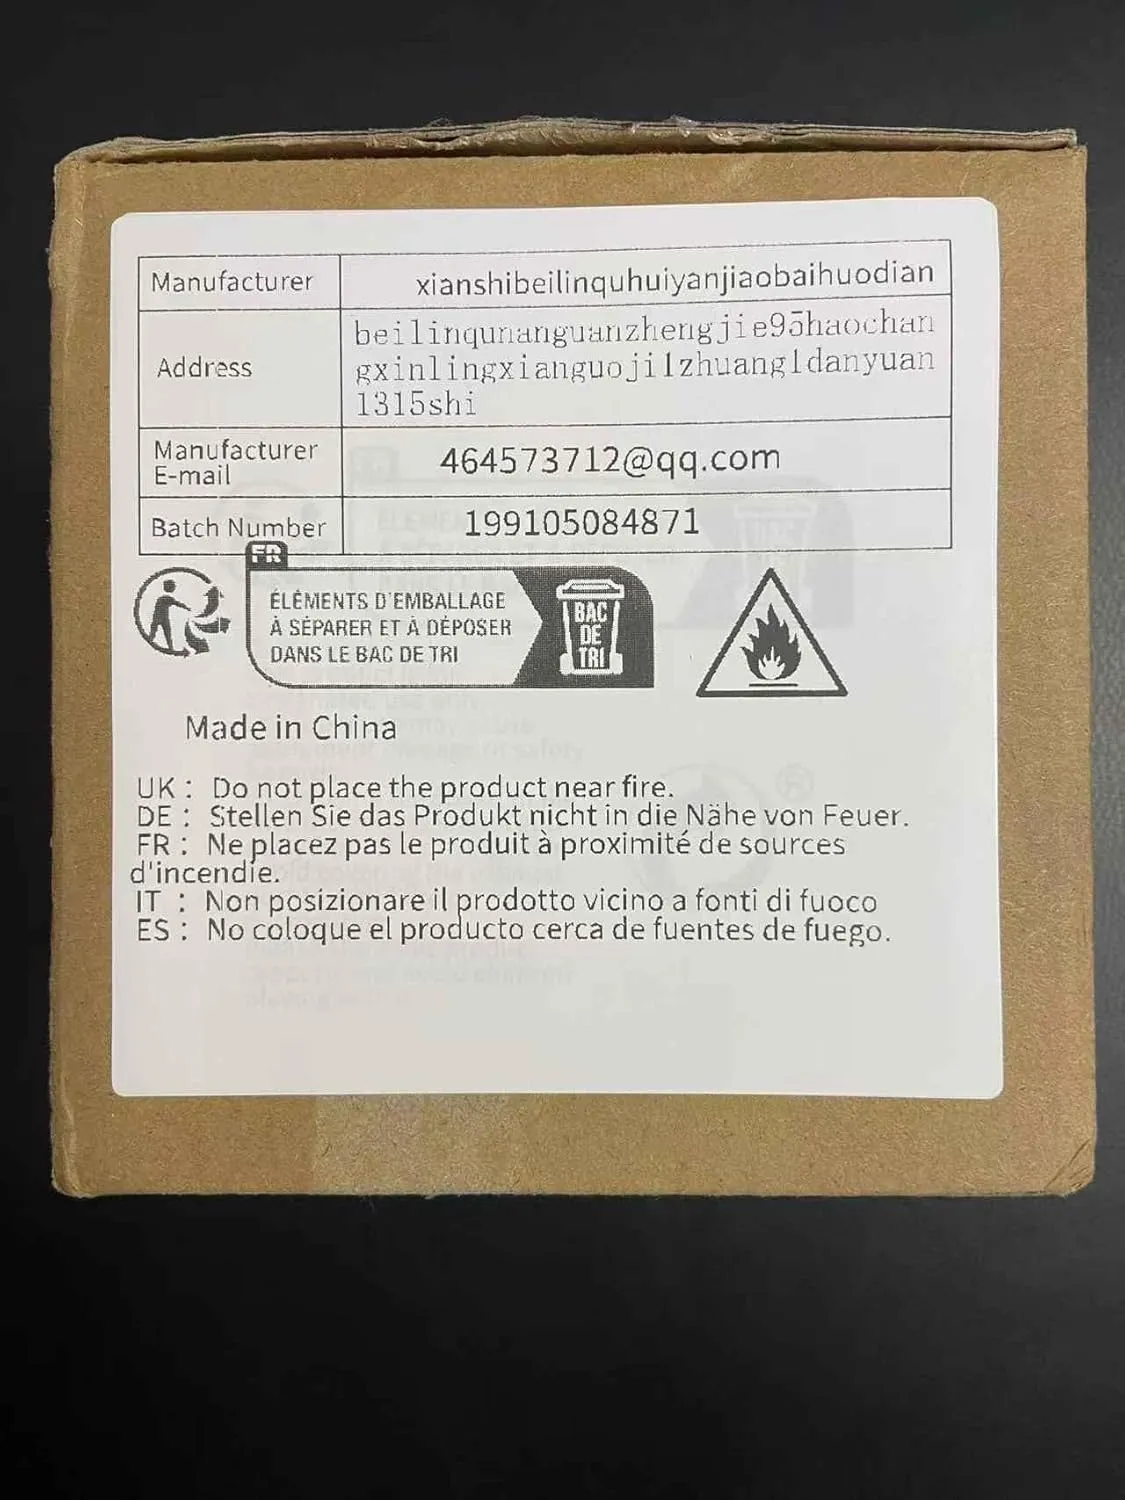 Manufacturer xianshibeilinquhuiyanjiaobaihuodian
Address
beilinqunanguanzhengjie95haochan
gxinlingxianguoji1zhuang1danyuan
1315shi
Manufacturer
E-mail
464573712@qq.com
Batch Number 199105084871
FR
ÉLÉMENTS D'EMBALLAGE
À SÉPARER ET À DÉPOSER
DANS LE BAC DE TRI
BAC
DE
TRI
Made in China
UK : Do not place the product near fire.
DE : Stellen Sie das Produkt nicht in die Nähe von Feuer.
FR : Ne placez pas le produit à proximité de sources
d'incendie.
IT : Non posizionare il prodotto vicino a fonti di fuoco
ES : No coloque el producto cerca de fuentes de fuego.